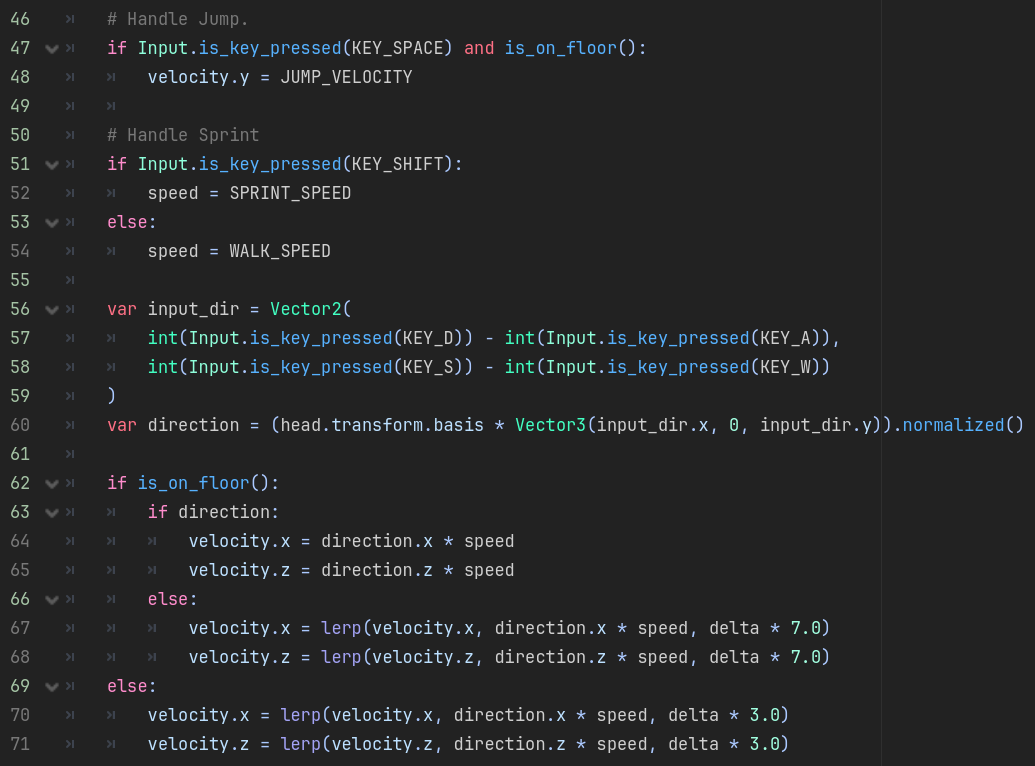 46 # Handle Jump.
47 if Input.is_key_pressed(KEY_SPACE) and is_on_floor():
48 velocity.y = JUMP_VELOCITY
49
50 # Handle Sprint
51 if Input.is_key_pressed(KEY_SHIFT):
52 speed = SPRINT_SPEED
53 else:
54 speed = WALK_SPEED
55
56 var input_dir = Vector2(
57 int(Input.is_key_pressed(KEY_D)) - int(Input.is_key_pressed(KEY_A)),
58 int(Input.is_key_pressed(KEY_S)) - int(Input.is_key_pressed(KEY_W))
59 )
60 var direction = (head.transform.basis * Vector3(input_dir.x, 0, input_dir.y)).normalized()
61
62 if is_on_floor():
63 if direction:
64 velocity.x = direction.x * speed
65 velocity.z = direction.z * speed
66 else:
67 velocity.x = lerp(velocity.x, direction.x * speed, delta * 7.0)
68 velocity.z = lerp(velocity.z, direction.z * speed, delta * 7.0)
69 else:
70 velocity.x = lerp(velocity.x, direction.x * speed, delta * 3.0)
71 velocity.z = lerp(velocity.z, direction.z * speed, delta * 3.0)